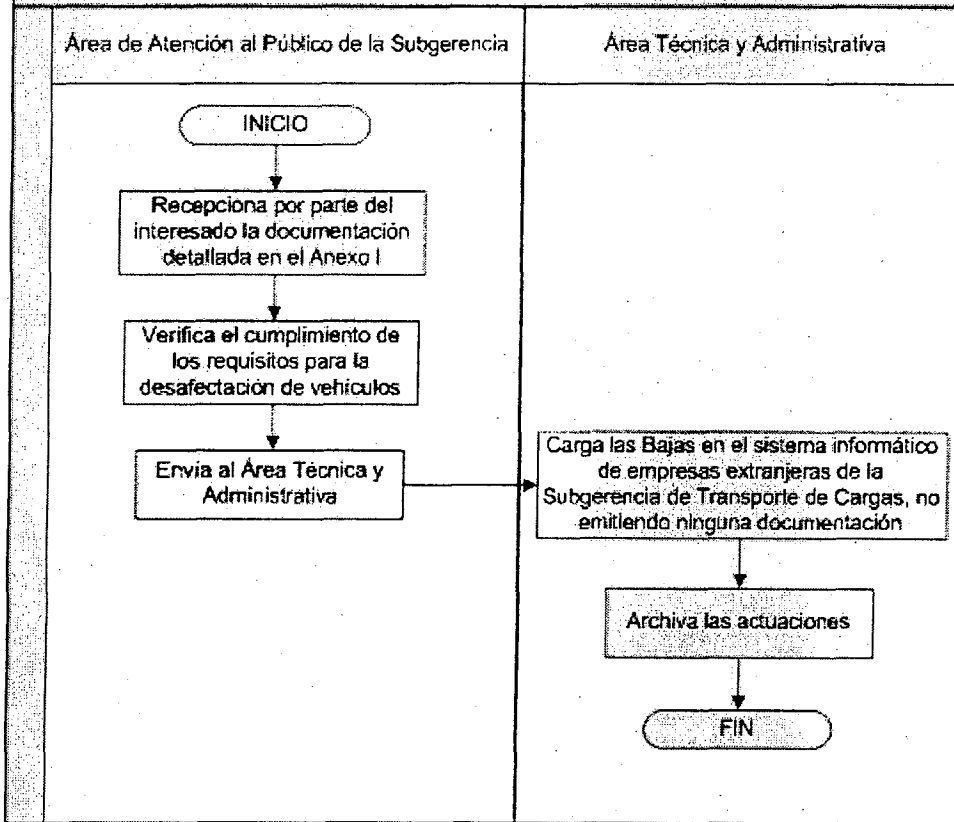 Área de Atención al Público de la Subgerencia
Área Técnica y Administrativa
INICIO
Recepciona por parte del
interesado la documentación
detallada en el Anexo I
Verifica el cumplimiento de
los requisitos para la
desafectación de vehículos
Envía al Área Técnica y
Administrativa
Carga las Bajas en el sistema informático
de empresas extranjeras de la
Subgerencia de Transporte de Cargas, no
emitiendo ninguna documentación
Archiva las actuaciones
FIN